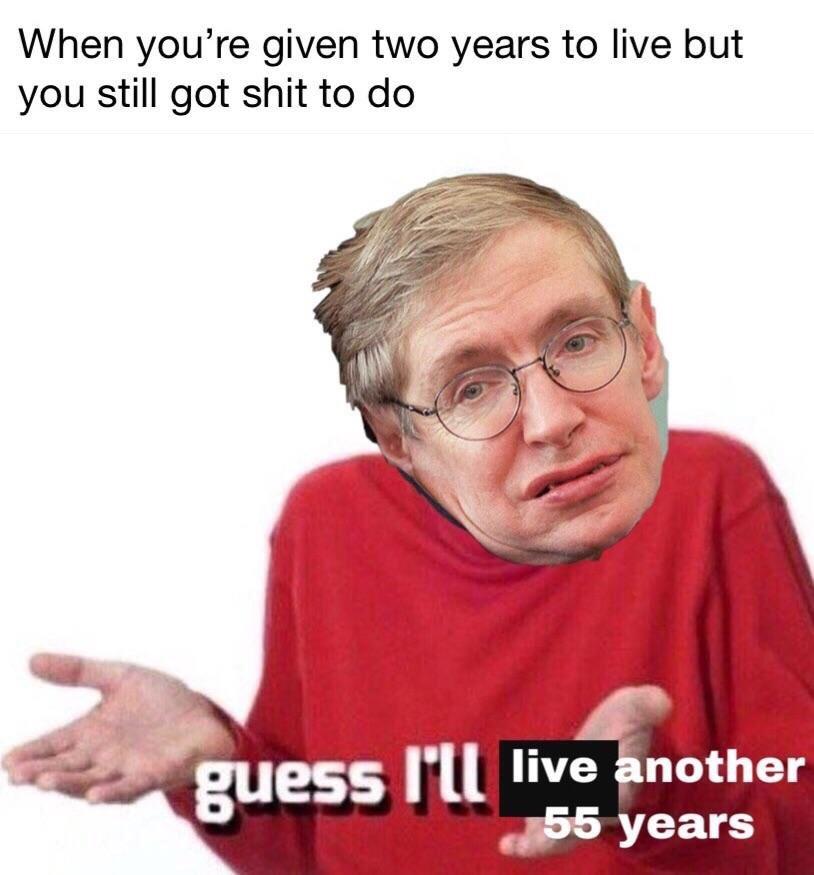 When you’re given two years to live but
you still got shit to do
guess I'll live another
55 years